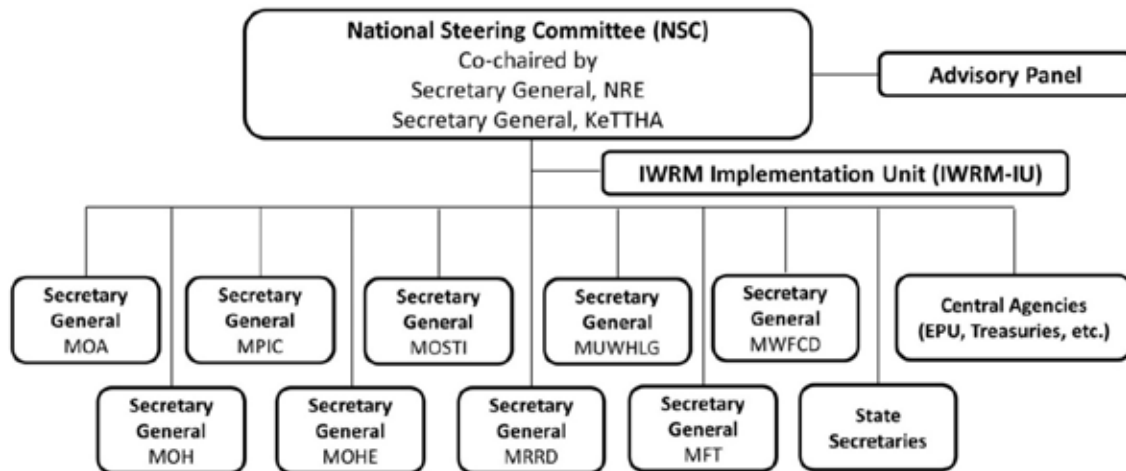 National Steering Committee (NSC)
Co-chaired by
Secretary General, NRE
Secretary General, KeTTHA
Advisory Panel
IWRM Implementation Unit (IWRM-IU)
Secretary
General
MOA
Secretary
General
MPIC
Secretary
General
MOSTI
Secretary
General
MUWHLG
Secretary
General
MWFCD
Central Agencies
(EPU, Treasuries, etc.)
Secretary
General
MOH
Secretary
General
MOHE
Secretary
General
MRRD
Secretary
General
MFT
State
Secretaries